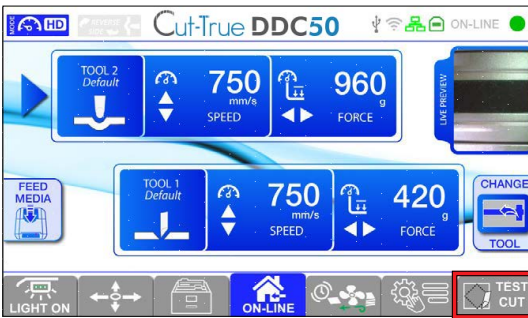 MODE
HD
REVERSE
SIDE
Cut-True DDC50
ON-LINE
TOOL 2
Default
750
mm/s
SPEED
960
g
FORCE
LIVE PREVIEW
FEED
MEDIA
TOOL 1
Default
750
mm/s
SPEED
420
g
FORCE
CHANGE
TOOL
LIGHT ON
ON-LINE
TEST
CUT